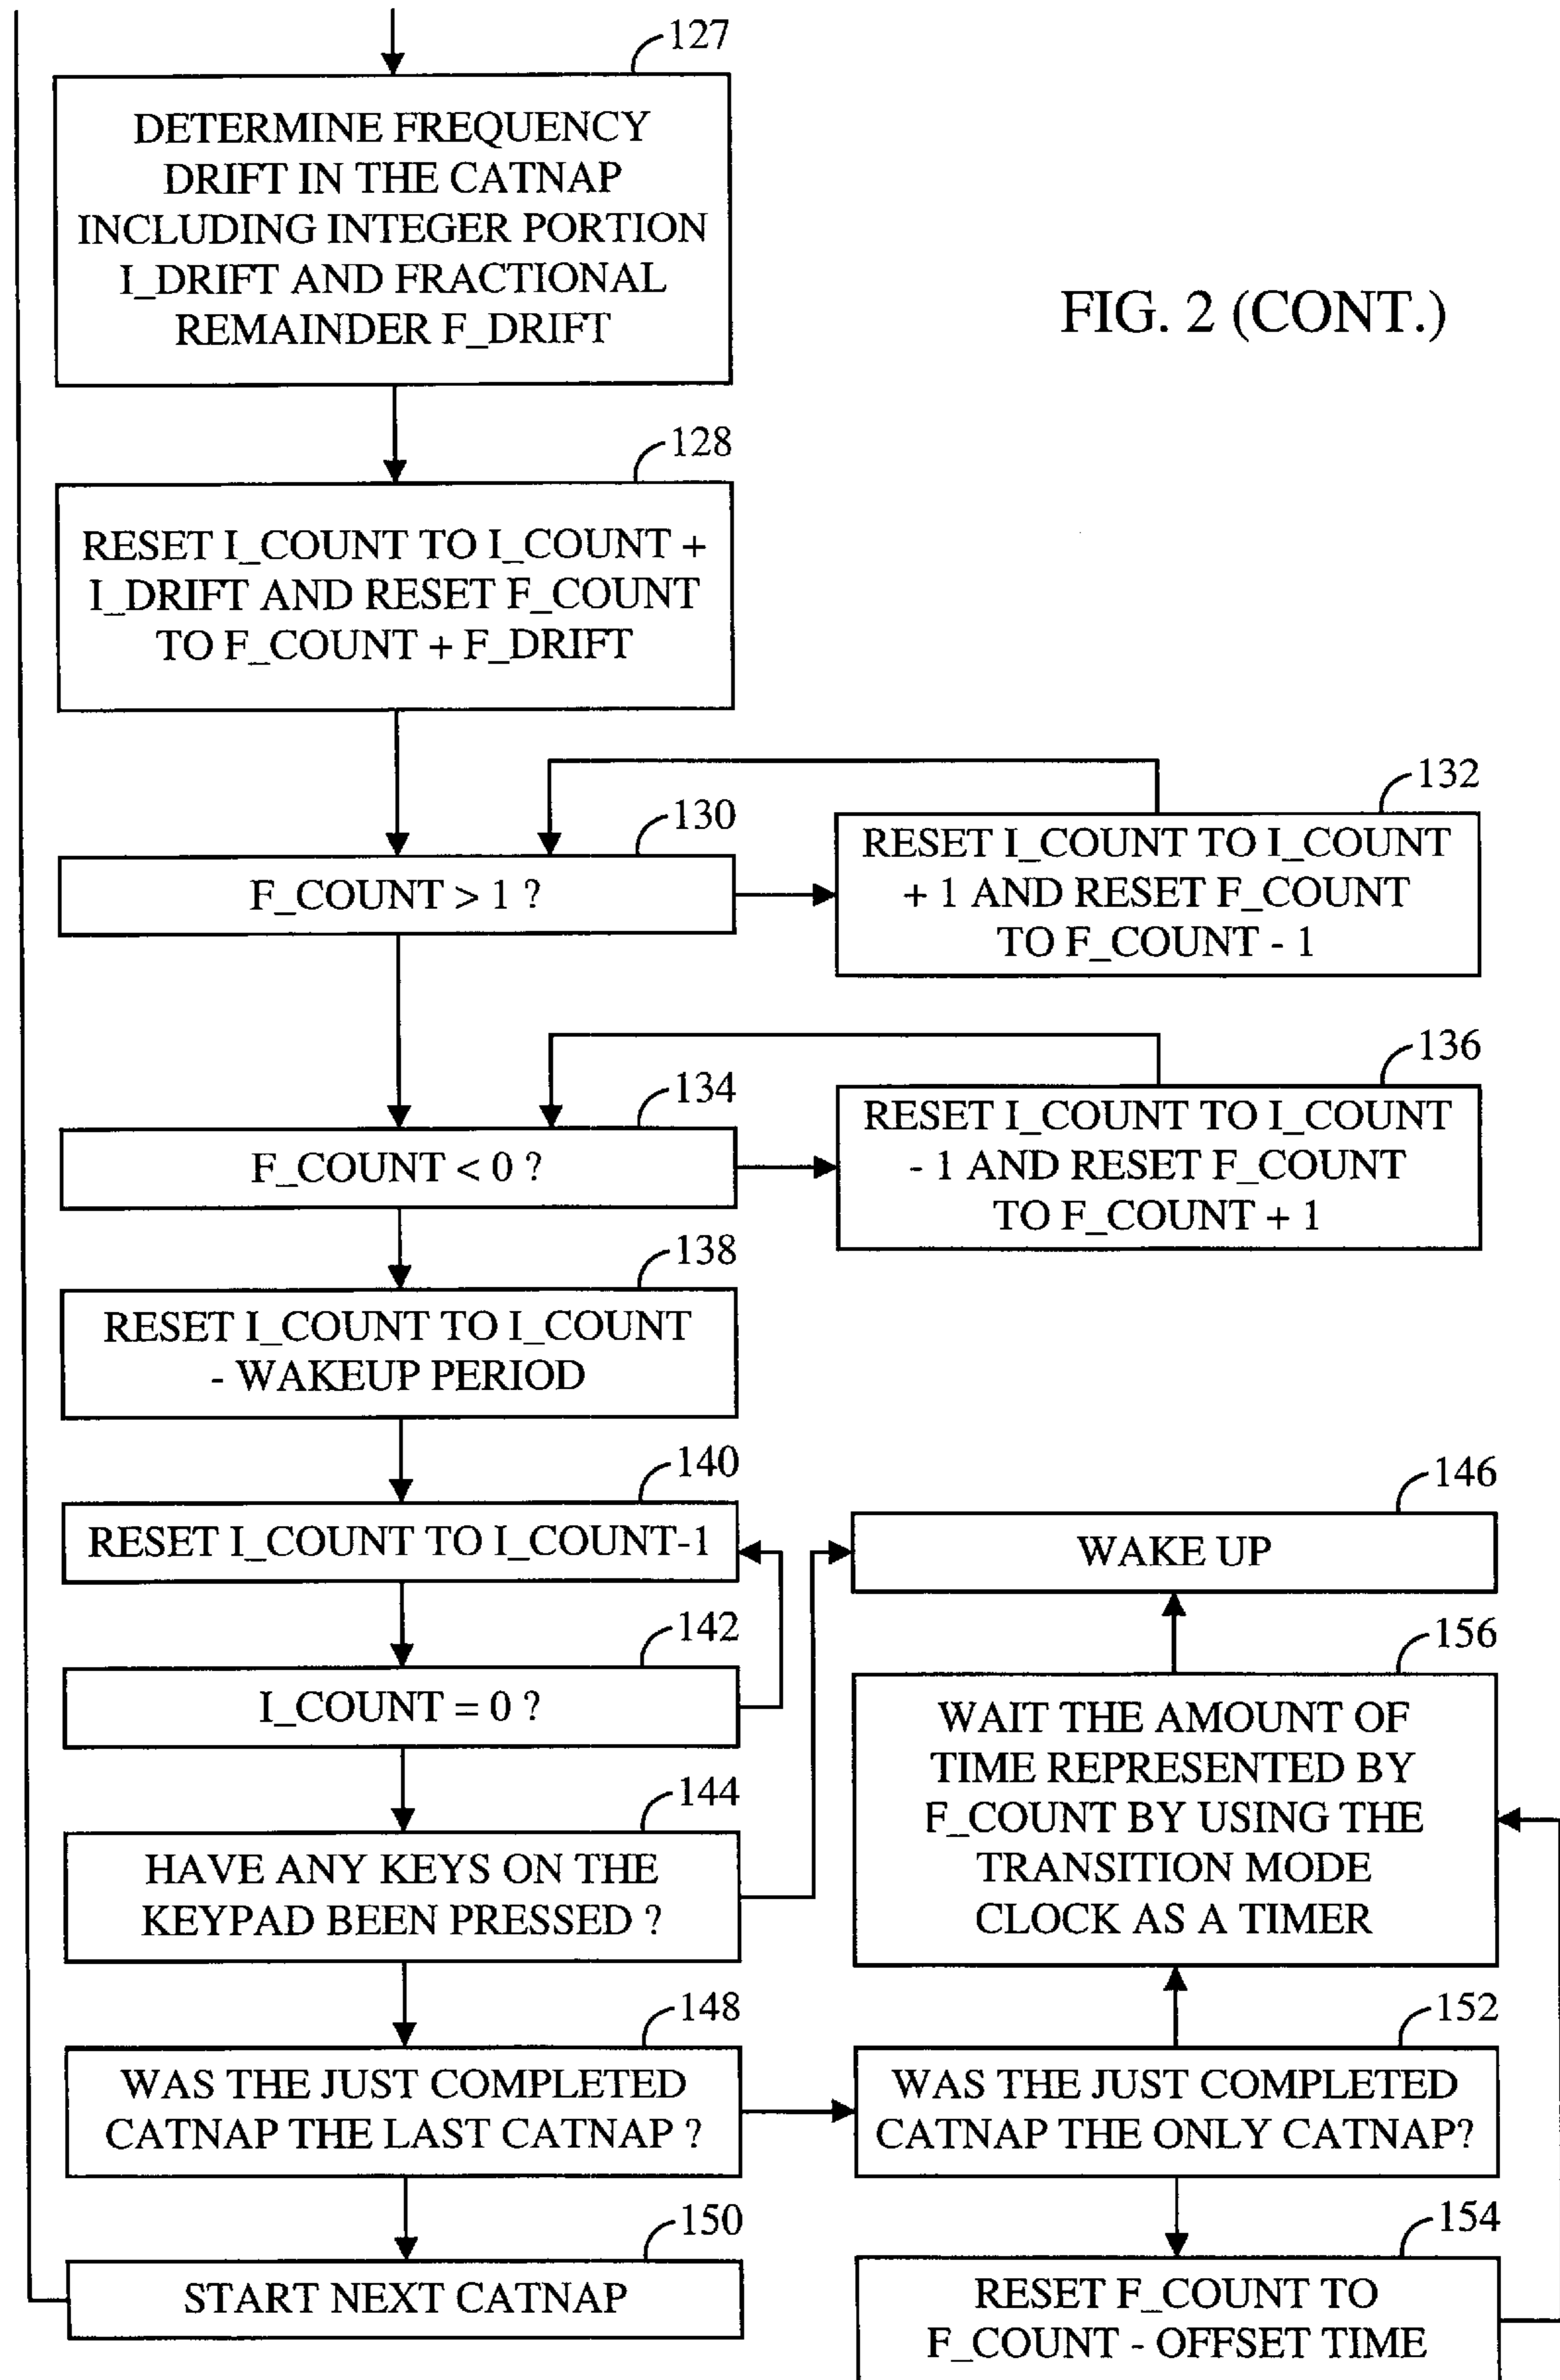 127
DETERMINE FREQUENCY
DRIFT IN THE CATNAP
INCLUDING INTEGER PORTION
I_DRIFT AND FRACTIONAL
REMAINDER F_DRIFT
FIG. 2 (CONT.)
128
RESET I_COUNT TO I_COUNT +
I_DRIFT AND RESET F_COUNT
TO F_COUNT + F_DRIFT
130
F_COUNT > 1 ?
132
RESET I_COUNT TO I_COUNT
+ 1 AND RESET F_COUNT
TO F_COUNT - 1
134
F_COUNT < 0 ?
136
RESET I_COUNT TO I_COUNT
- 1 AND RESET F_COUNT
TO F_COUNT + 1
138
RESET I_COUNT TO I_COUNT
- WAKEUP PERIOD
140
RESET I_COUNT TO I_COUNT-1
146
WAKE UP
142
I_COUNT = 0 ?
156
WAIT THE AMOUNT OF
TIME REPRESENTED BY
F_COUNT BY USING THE
TRANSITION MODE
CLOCK AS A TIMER
144
HAVE ANY KEYS ON THE
KEYPAD BEEN PRESSED ?
148
WAS THE JUST COMPLETED
CATNAP THE LAST CATNAP ?
152
WAS THE JUST COMPLETED
CATNAP THE ONLY CATNAP?
150
START NEXT CATNAP
154
RESET F_COUNT TO
F_COUNT - OFFSET TIME